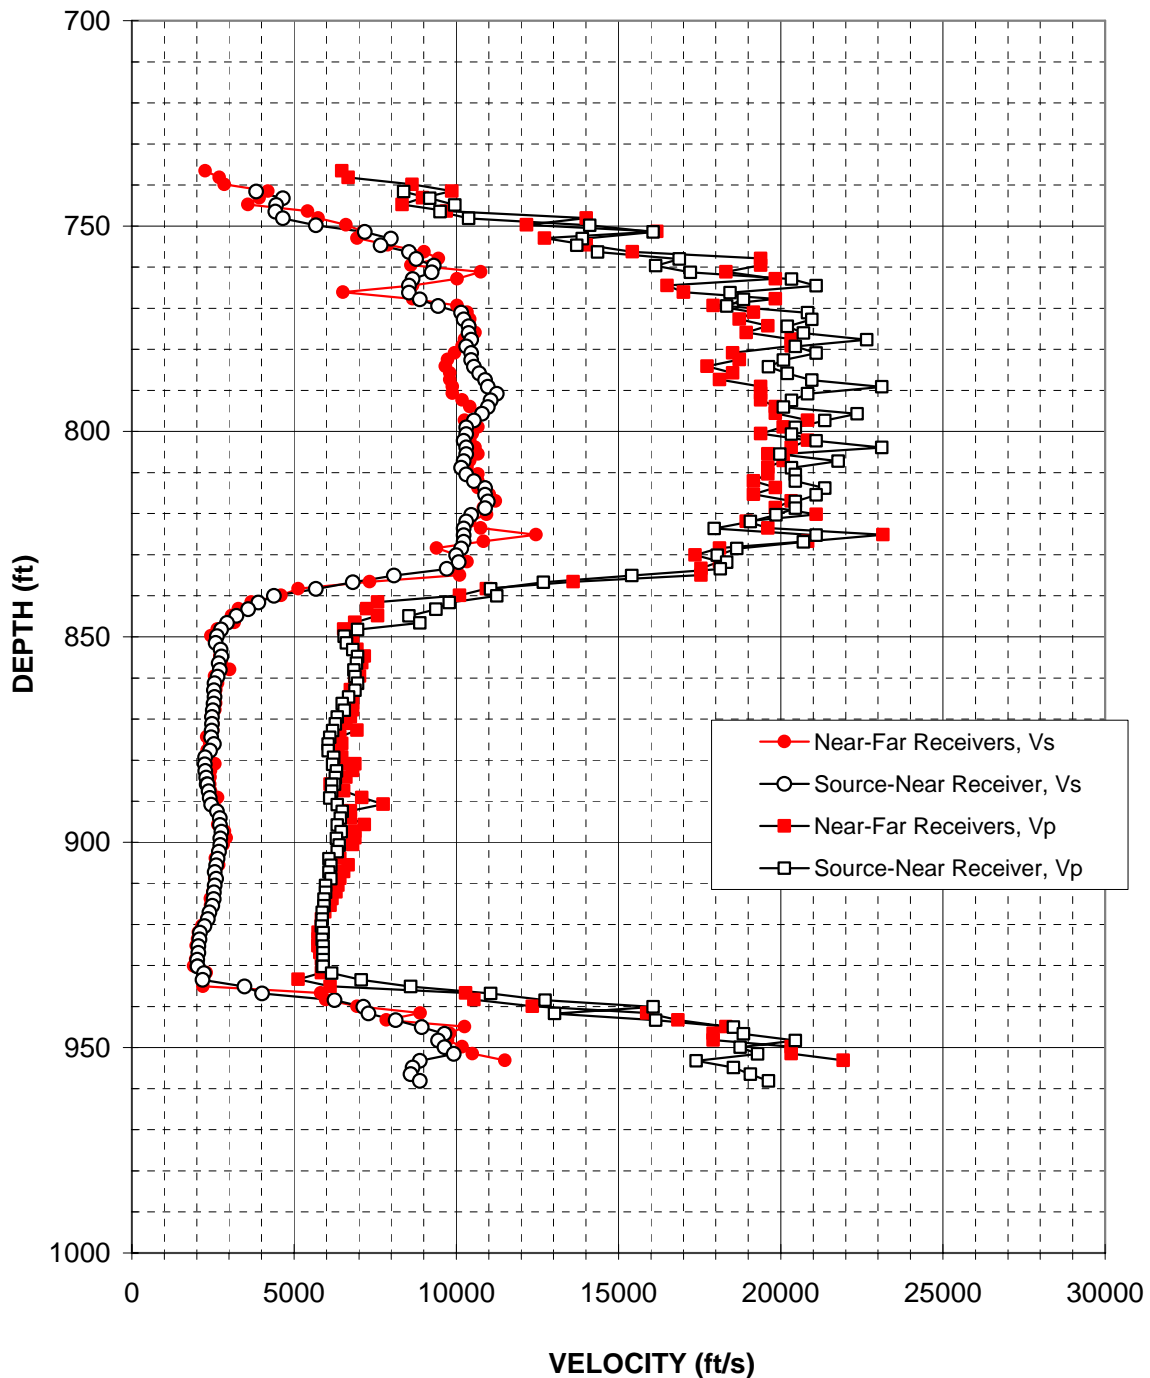 700
750
800
850
900
950
1000
DEPTH (ft)
0 5000 10000 15000 20000 25000 30000
VELOCITY (ft/s)
Near-Far Receivers, Vs
Source-Near Receiver, Vs
Near-Far Receivers, Vp
Source-Near Receiver, Vp